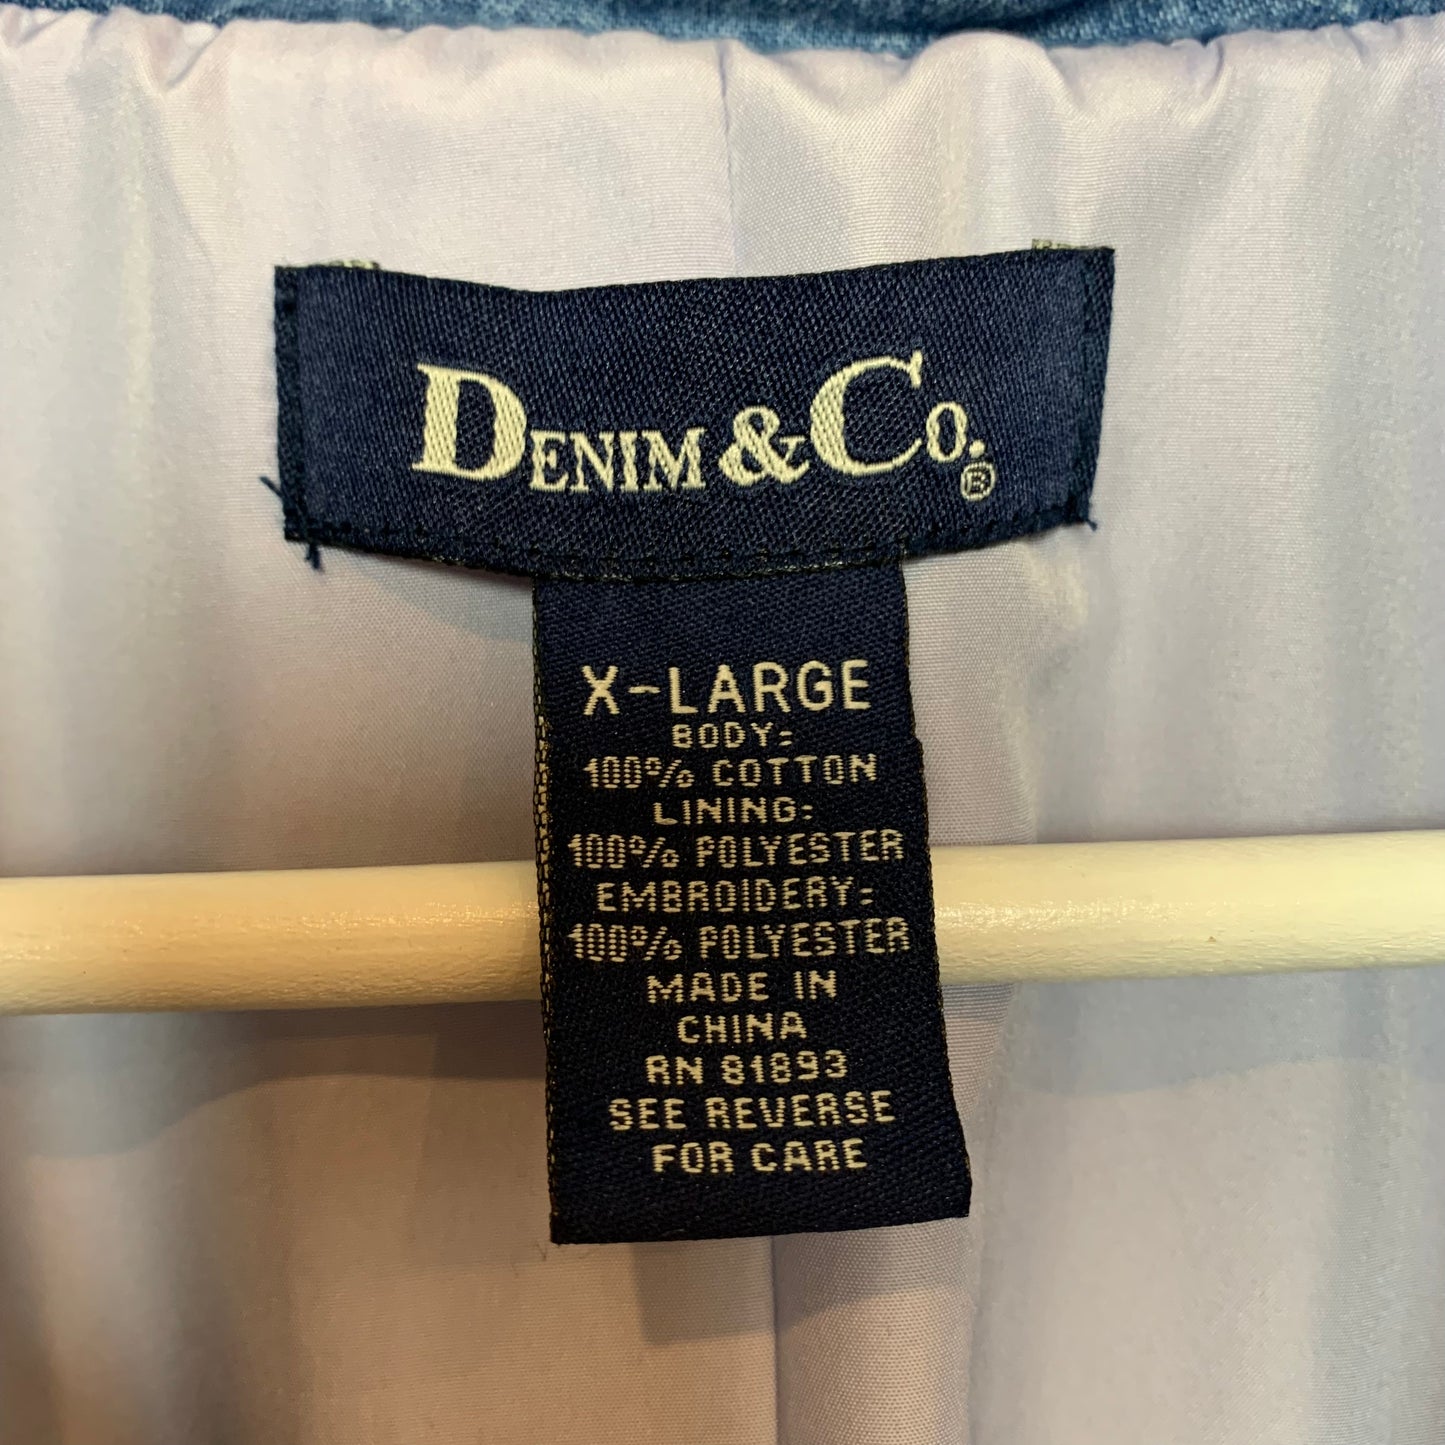 DENIM & CO. ®
X-LARGE
BODY:
100% COTTON
LINING:
100% POLYESTER
EMBROIDERY:
100% POLYESTER
MADE IN
CHINA
RN 81893
SEE REVERSE
FOR CARE